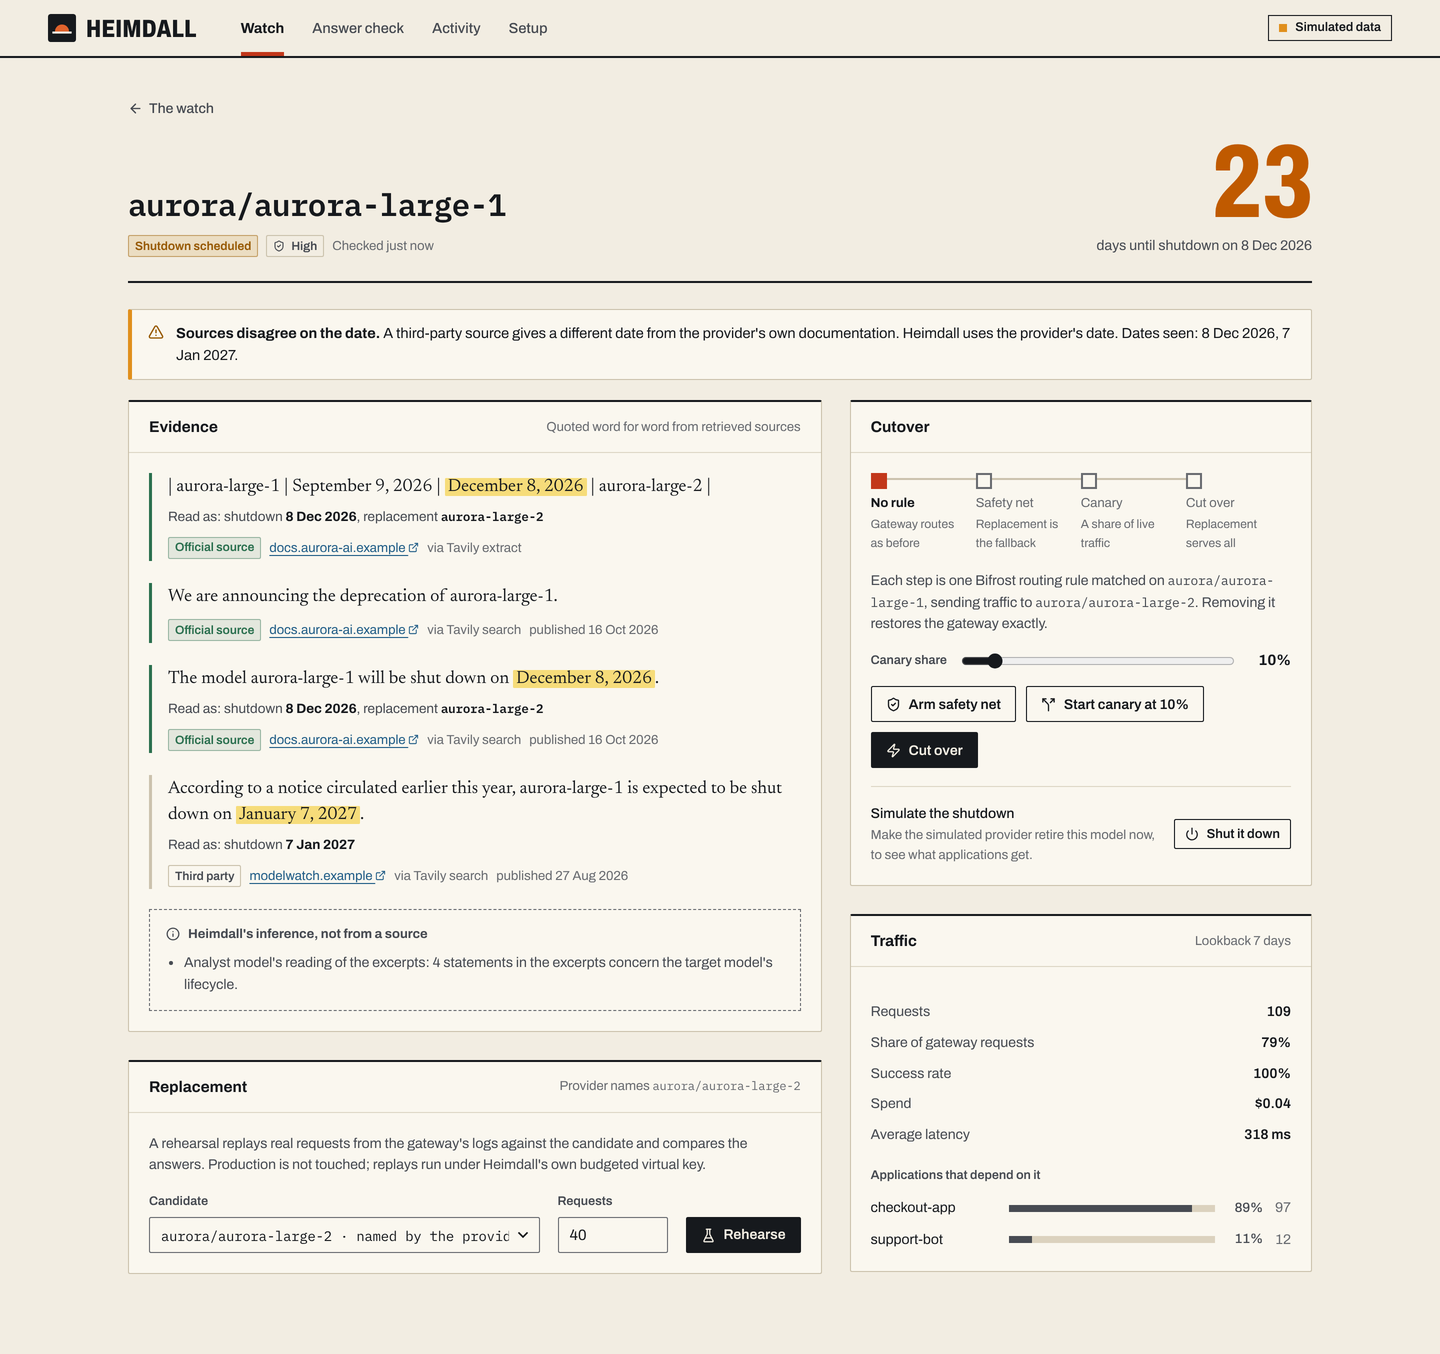 HEIMDALL
Watch
Answer check
Activity
Setup
Simulated data
The watch
aurora/aurora-large-1
23
Shutdown scheduled
High
Checked just now
days until shutdown on 8 Dec 2026
Sources disagree on the date. A third-party source gives a different date from the provider's own documentation. Heimdall uses the provider's date. Dates seen: 8 Dec 2026, 7
Jan 2027.
Evidence
Quoted word for word from retrieved sources
| aurora-large-1 | September 9, 2026 | December 8, 2026 | aurora-large-2 |
Read as: shutdown 8 Dec 2026, replacement aurora-large-2
Official source docs.aurora-ai.example via Tavily extract
We are announcing the deprecation of aurora-large-1.
Official source docs.aurora-ai.example via Tavily search published 16 Oct 2026
The model aurora-large-1 will be shut down on December 8, 2026.
Read as: shutdown 8 Dec 2026, replacement aurora-large-2
Official source docs.aurora-ai.example via Tavily search published 16 Oct 2026
According to a notice circulated earlier this year, aurora-large-1 is expected to be shut
down on January 7, 2027.
Read as: shutdown 7 Jan 2027
Third party modelwatch.example via Tavily search published 27 Aug 2026
Heimdall's inference, not from a source
• Analyst model's reading of the excerpts: 4 statements in the excerpts concern the target model's
lifecycle.
Replacement
Provider names aurora/aurora-large-2
A rehearsal replays real requests from the gateway's logs against the candidate and compares the
answers. Production is not touched; replays run under Heimdall's own budgeted virtual key.
Candidate
Requests
aurora/aurora-large-2 · named by the provid
40
Rehearse
Cutover
No rule
Gateway routes
as before
Safety net
Replacement is
the fallback
Canary
A share of live
traffic
Cut over
Replacement
serves all
Each step is one Bifrost routing rule matched on aurora/aurora-
large-1, sending traffic to aurora/aurora-large-2. Removing it
restores the gateway exactly.
Canary share
10%
Arm safety net
Start canary at 10%
Cut over
Simulate the shutdown
Make the simulated provider retire this model now,
to see what applications get.
Shut it down
Traffic
Lookback 7 days
Requests 109
Share of gateway requests 79%
Success rate 100%
Spend $0.04
Average latency 318 ms
Applications that depend on it
checkout-app 89% 97
support-bot 11% 12